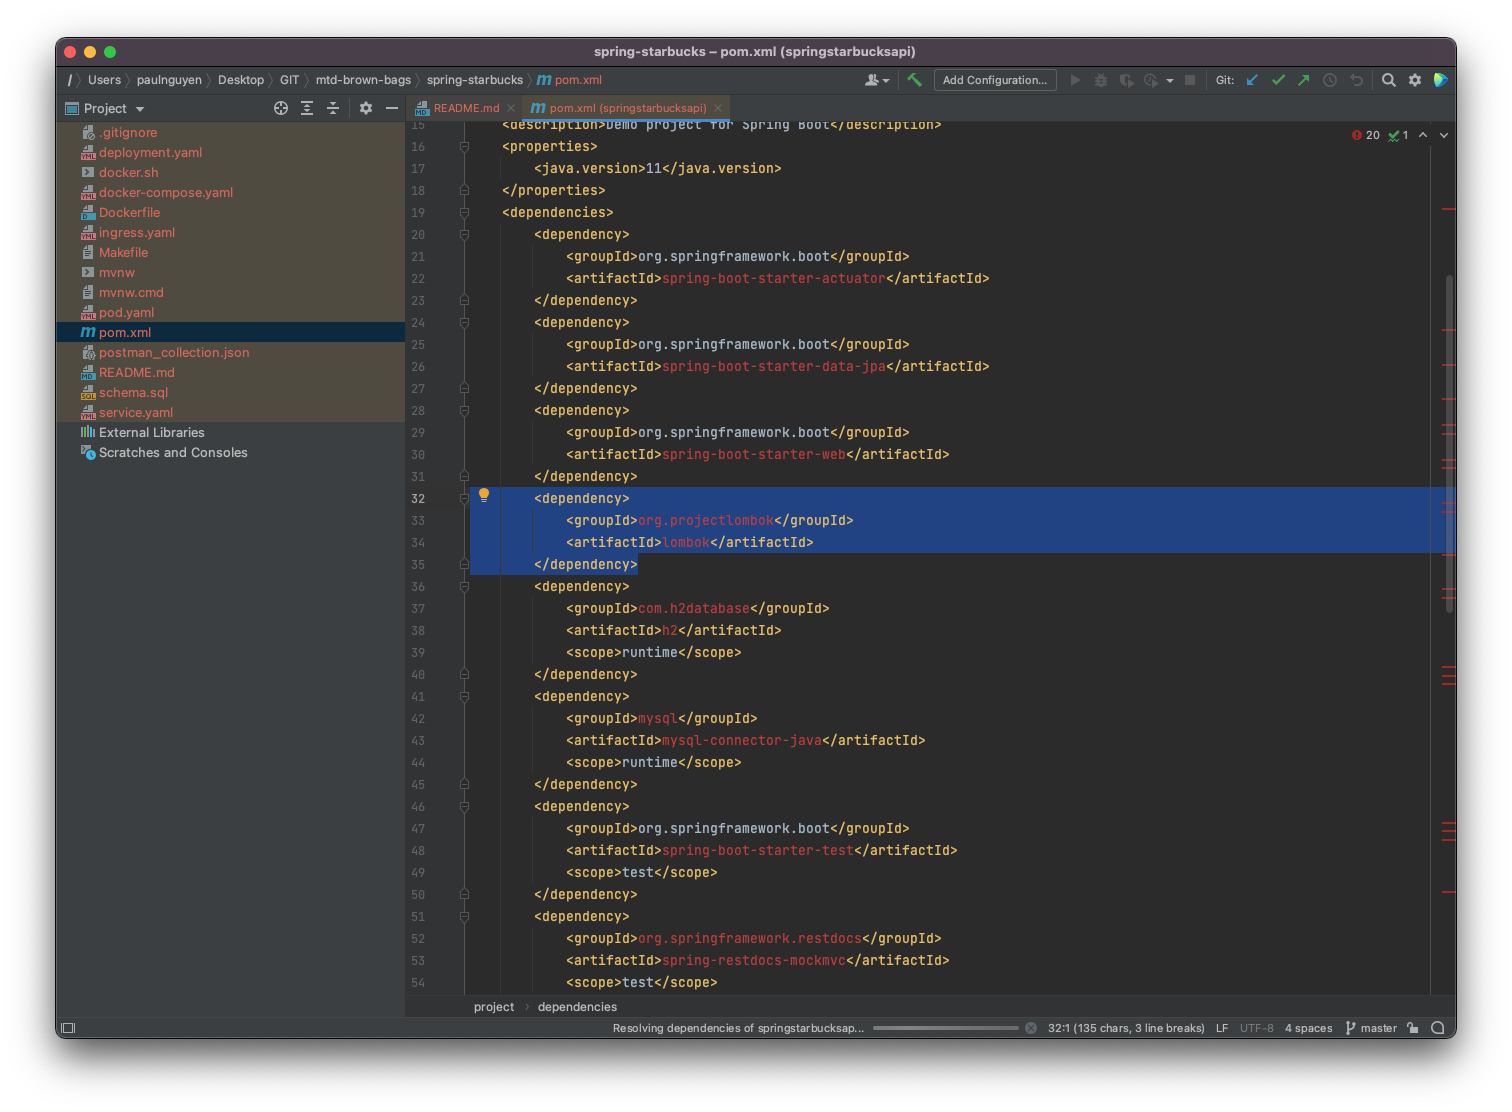 spring-starbucks – pom.xml (springstarbucksapi)
/ Users paulnguyen Desktop GIT mtd-brown-bags spring-starbucks m pom.xml
Add Configuration...
Git:
Project
README.md
m pom.xml (springstarbucksapi)
.gitignore
deployment.yaml
docker.sh
docker-compose.yaml
Dockerfile
ingress.yaml
Makefile
mvnw
mvnw.cmd
pod.yaml
m pom.xml
postman_collection.json
README.md
schema.sql
service.yaml
External Libraries
Scratches and Consoles
20 1
15 <description>Demo project for Spring Boot</description>
16 <properties>
17 <java.version>11</java.version>
18 </properties>
19 <dependencies>
20 <dependency>
21 <groupId>org.springframework.boot</groupId>
22 <artifactId>spring-boot-starter-actuator</artifactId>
23 </dependency>
24 <dependency>
25 <groupId>org.springframework.boot</groupId>
26 <artifactId>spring-boot-starter-data-jpa</artifactId>
27 </dependency>
28 <dependency>
29 <groupId>org.springframework.boot</groupId>
30 <artifactId>spring-boot-starter-web</artifactId>
31 </dependency>
32 <dependency>
33 <groupId>org.projectlombok</groupId>
34 <artifactId>lombok</artifactId>
35 </dependency>
36 <dependency>
37 <groupId>com.h2database</groupId>
38 <artifactId>h2</artifactId>
39 <scope>runtime</scope>
40 </dependency>
41 <dependency>
42 <groupId>mysql</groupId>
43 <artifactId>mysql-connector-java</artifactId>
44 <scope>runtime</scope>
45 </dependency>
46 <dependency>
47 <groupId>org.springframework.boot</groupId>
48 <artifactId>spring-boot-starter-test</artifactId>
49 <scope>test</scope>
50 </dependency>
51 <dependency>
52 <groupId>org.springframework.restdocs</groupId>
53 <artifactId>spring-restdocs-mockmvc</artifactId>
54 <scope>test</scope>
project › dependencies
Resolving dependencies of springstarbucksap... 32:1 (135 chars, 3 line breaks) LF UTF-8 4 spaces master